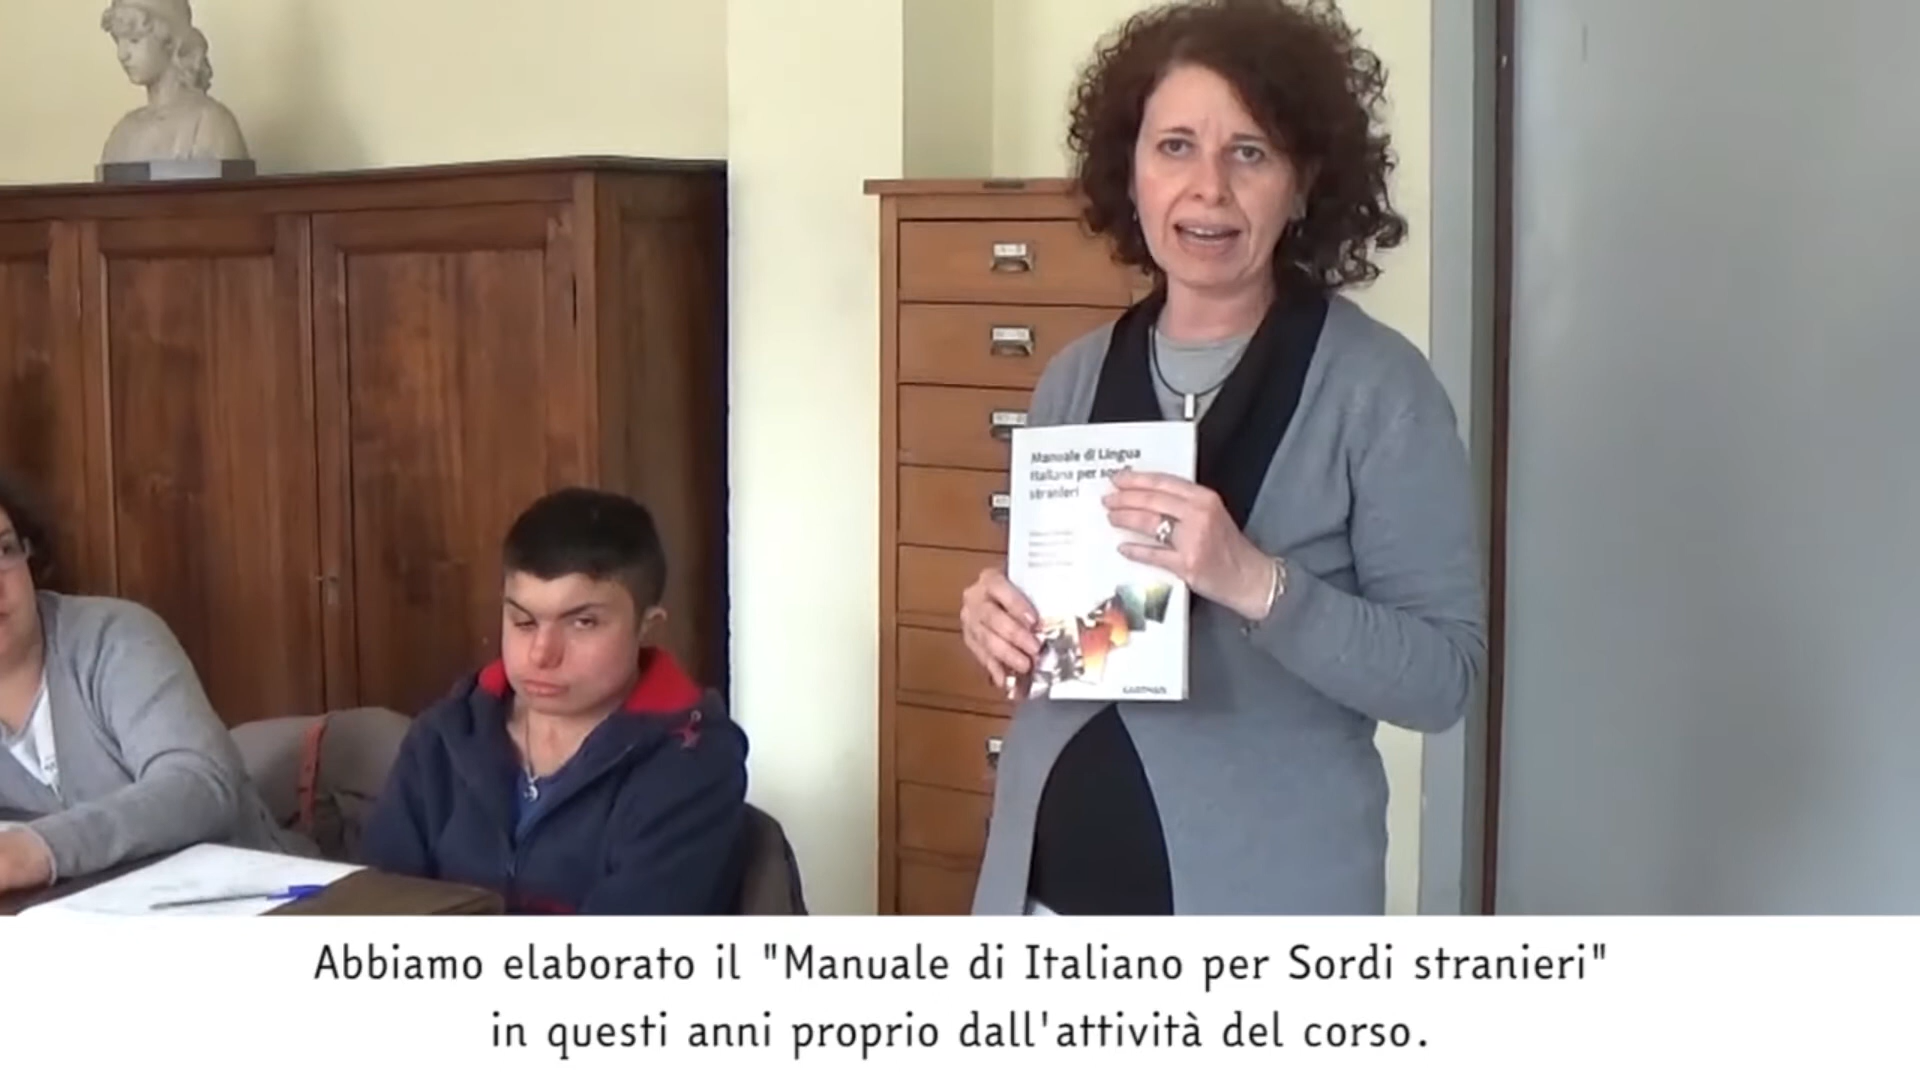 Manuale di Lingua
Italiana per sordi
stranieri
Abbiamo elaborato il "Manuale di Italiano per Sordi stranieri"
in questi anni proprio dall'attività del corso.